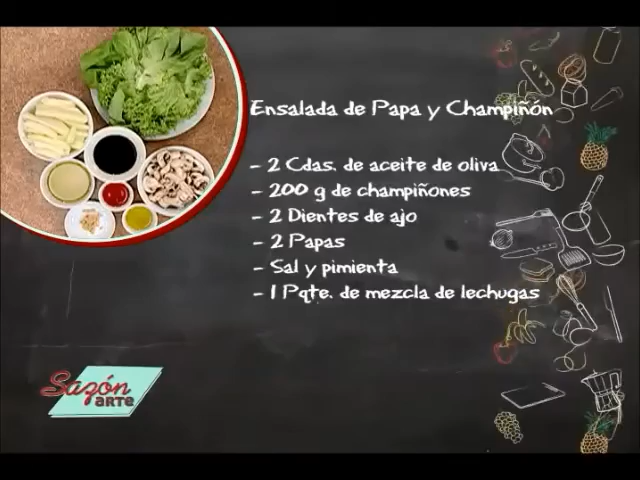 Ensalada de Papa y Champiñón
- 2 Cdas. de aceite de oliva
- 200 g de champiñones
- 2 Dientes de ajo
- 2 Papas
- Sal y pimienta
- 1 Pqte. de mezcla de lechugas
Sazón
ARTE